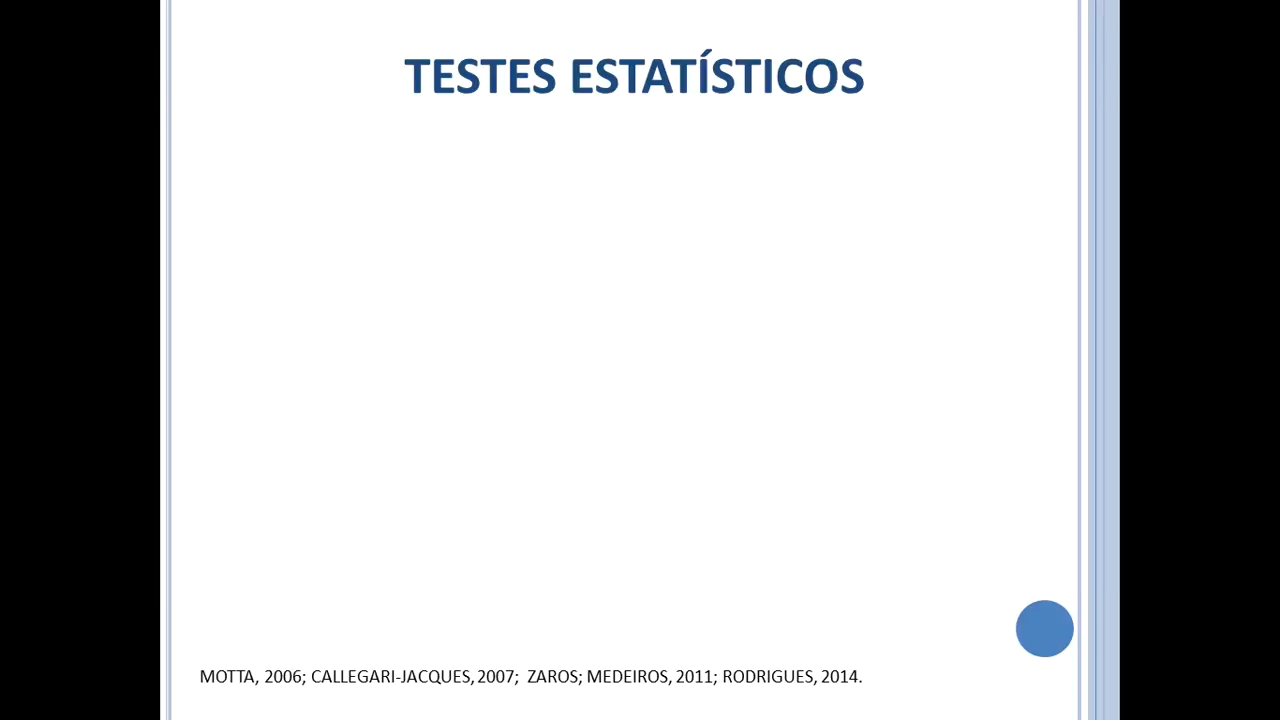 TESTES ESTATÍSTICOS
MOTTA, 2006; CALLEGARI-JACQUES, 2007; ZAROS; MEDEIROS, 2011; RODRIGUES, 2014.